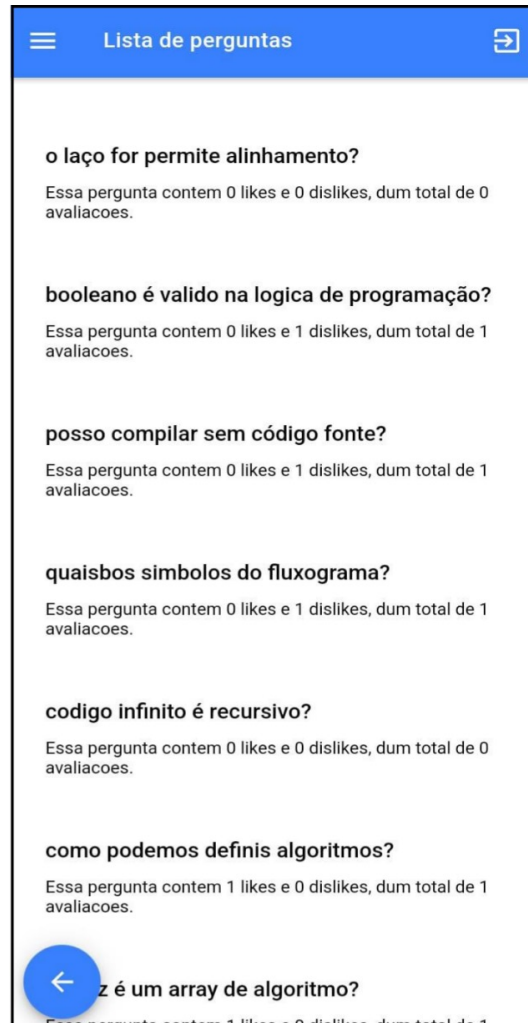 Lista de perguntas
o laço for permite alinhamento?
Essa pergunta contem 0 likes e 0 dislikes, dum total de 0
avaliacoes.
booleano é valido na logica de programação?
Essa pergunta contem 0 likes e 1 dislikes, dum total de 1
avaliacoes.
posso compilar sem código fonte?
Essa pergunta contem 0 likes e 1 dislikes, dum total de 1
avaliacoes.
quaisbos simbolos do fluxograma?
Essa pergunta contem 0 likes e 1 dislikes, dum total de 1
avaliacoes.
codigo infinito é recursivo?
Essa pergunta contem 0 likes e 0 dislikes, dum total de 0
avaliacoes.
como podemos definis algoritmos?
Essa pergunta contem 1 likes e 0 dislikes, dum total de 1
avaliacoes.
é um array de algoritmo?